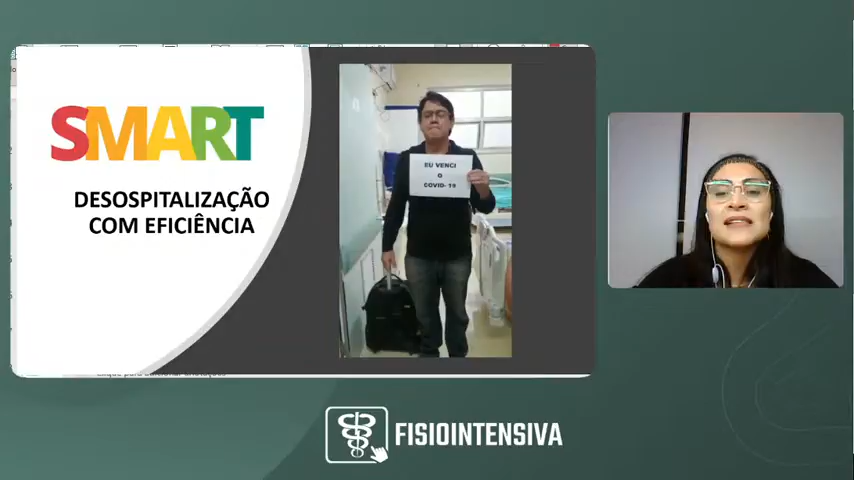 SMART
DESOSPITALIZAÇÃO
COM EFICIÊNCIA
EU VENCI
O
COVID- 19
FISIOINTENSIVA